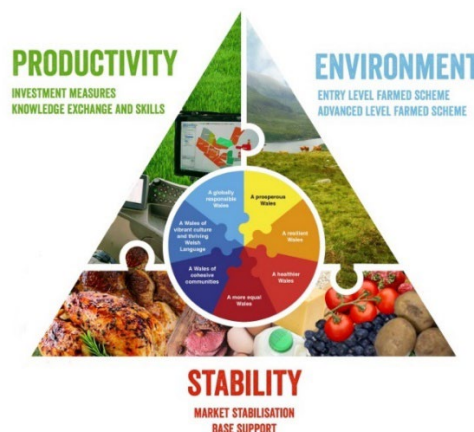 PRODUCTIVITY
INVESTMENT MEASURES
KNOWLEDGE EXCHANGE AND SKILLS
ENVIRONMENT
ENTRY LEVEL FARMED SCHEME
ADVANCED LEVEL FARMED SCHEME
A globally
responsible
Wales
A prosperous
Wales
A Wales of
vibrant culture
and thriving
Welsh
Language
A resilient
Wales
A Wales of
cohesive
communities
A healthier
Wales
A more equal
Wales
STABILITY
MARKET STABILISATION
BASE SUPPORT